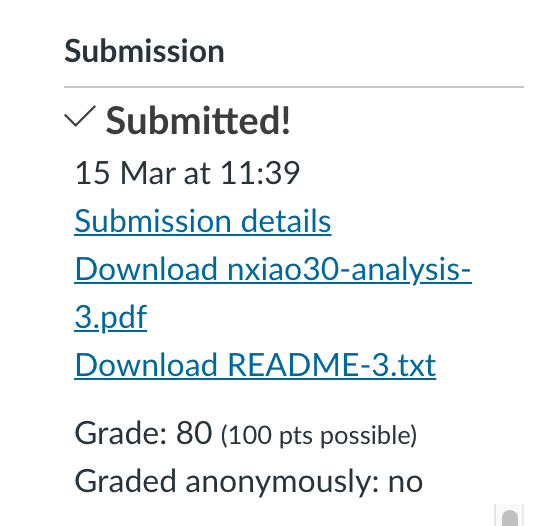 Submission
✓ Submitted!
15 Mar at 11:39
Submission details
Download nxiao30-analysis-
3.pdf
Download README-3.txt
Grade: 80 (100 pts possible)
Graded anonymously: no